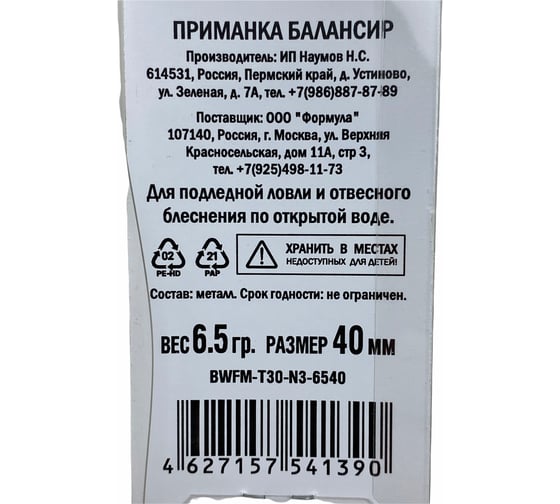 ПРИМАНКА БАЛАНСИР
Производитель: ИП Наумов Н.С.
614531, Россия, Пермский край, д. Устиново,
ул. Зеленая, д. 7А, тел. +7(986)887-87-89
Поставщик: ООО "Формула"
107140, Россия, г. Москва, ул. Верхняя
Красносельская, дом 11А, стр 3,
тел. +7(925)498-11-73
Для подледной ловли и отвесного
блеснения по открытой воде.
02
PE-HD
21
PAP
ХРАНИТЬ В МЕСТАХ
НЕДОСТУПНЫХ ДЛЯ ДЕТЕЙ!
Состав: металл. Срок годности: не ограничен.
ВЕС 6.5 гр. РАЗМЕР 40 мм
BWFM-T30-N3-6540
4 627157 541390